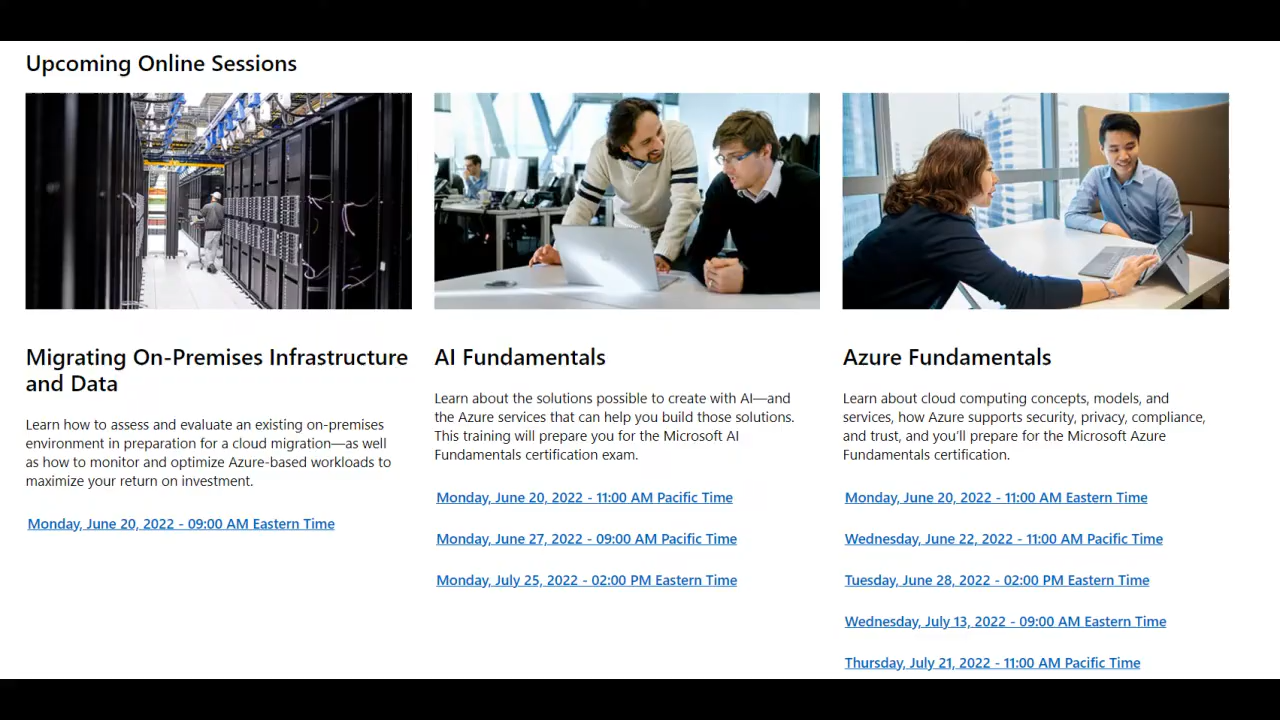 Upcoming Online Sessions
Migrating On-Premises Infrastructure
and Data
Learn how to assess and evaluate an existing on-premises
environment in preparation for a cloud migration—as well
as how to monitor and optimize Azure-based workloads to
maximize your return on investment.
Monday, June 20, 2022 - 09:00 AM Eastern Time
AI Fundamentals
Learn about the solutions possible to create with AI—and
the Azure services that can help you build those solutions.
This training will prepare you for the Microsoft AI
Fundamentals certification exam.
Monday, June 20, 2022 - 11:00 AM Pacific Time
Monday, June 27, 2022 - 09:00 AM Pacific Time
Monday, July 25, 2022 - 02:00 PM Eastern Time
Azure Fundamentals
Learn about cloud computing concepts, models, and
services, how Azure supports security, privacy, compliance,
and trust, and you’ll prepare for the Microsoft Azure
Fundamentals certification.
Monday, June 20, 2022 - 11:00 AM Eastern Time
Wednesday, June 22, 2022 - 11:00 AM Pacific Time
Tuesday, June 28, 2022 - 02:00 PM Eastern Time
Wednesday, July 13, 2022 - 09:00 AM Eastern Time
Thursday, July 21, 2022 - 11:00 AM Pacific Time